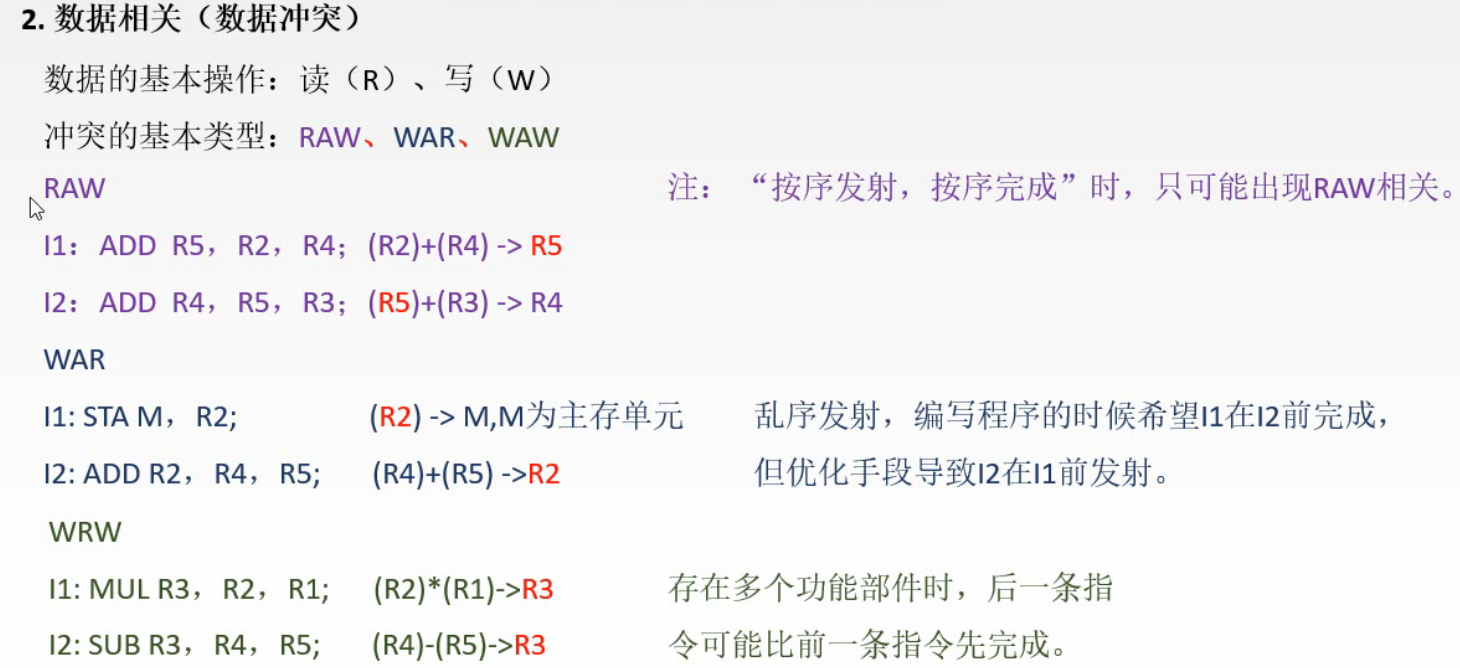 2. 数据相关（数据冲突）
数据的基本操作：读（R）、写（W）
冲突的基本类型：RAW、WAR、WAW
RAW 注：“按序发射，按序完成”时，只可能出现RAW相关。
I1：ADD R5，R2，R4；(R2)+(R4) -> R5
I2：ADD R4，R5，R3；(R5)+(R3) -> R4
WAR
I1: STA M，R2; (R2) -> M,M为主存单元 乱序发射，编写程序的时候希望I1在I2前完成，
I2: ADD R2，R4，R5; (R4)+(R5) ->R2 但优化手段导致I2在I1前发射。
WRW
I1: MUL R3，R2，R1; (R2)*(R1)->R3 存在多个功能部件时，后一条指
I2: SUB R3，R4，R5; (R4)-(R5)->R3 令可能比前一条指令先完成。